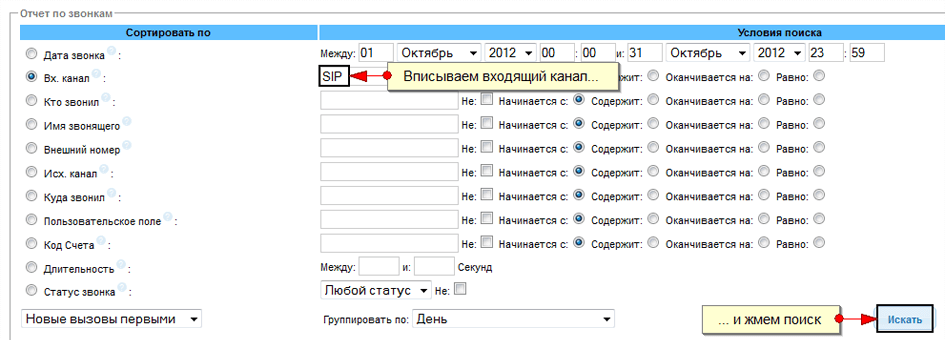 Отчет по звонкам
Сортировать по Условия поиска
Дата звонка ? : Между: 01 Октябрь 2012 00 : 00 и: 31 Октябрь 2012 23 : 59
Вх. канал ? : SIP Вписываем входящий канал... Содержит: Оканчивается на: Равно:
Кто звонил ? : Не: Начинается с: Содержит: Оканчивается на: Равно:
Имя звонящего ? Не: Начинается с: Содержит: Оканчивается на: Равно:
Внешний номер ? Не: Начинается с: Содержит: Оканчивается на: Равно:
Исх. канал ? : Не: Начинается с: Содержит: Оканчивается на: Равно:
Куда звонил ? : Не: Начинается с: Содержит: Оканчивается на: Равно:
Пользовательское поле ? : Не: Начинается с: Содержит: Оканчивается на: Равно:
Код Счета ? : Не: Начинается с: Содержит: Оканчивается на: Равно:
Длительность ? : Между: и: Секунд
Статус звонка ? : Любой статус Не:
Новые вызовы первыми Группировать по: День ... и жмем поиск Искать